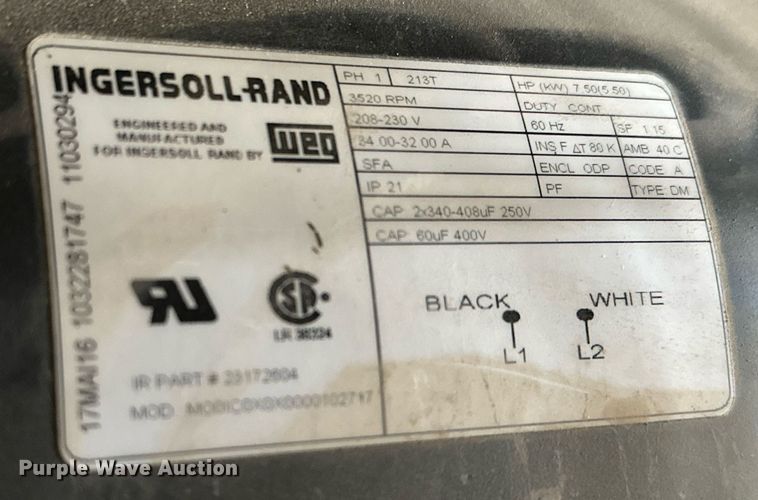 INGERSOLL-RAND
ENGINEERED AND
MANUFACTURED
FOR INGERSOLL RAND BY
WEG
LR 38324
IR PART # 23172604
17MAI16 1032281747 11030294
PH 1 213T HP (KW) 7.50(5.50)
3520 RPM DUTY CONT.
208-230 V 60 Hz SF 1.15
34.00-32.00 A INS F ΔT 80 K AMB 40 C
SFA ENCL ODP CODE A
IP 21 PF TYPE DM
CAP 2x340-408uF 250V
CAP 60uF 400V
BLACK WHITE
L1 L2
Purple Wave Auction